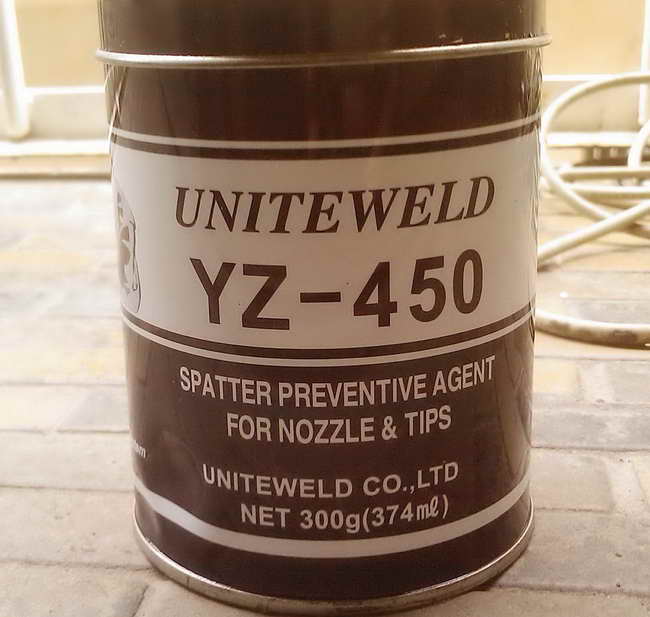 UNITEWELD
YZ-450
SPATTER PREVENTIVE AGENT
FOR NOZZLE & TIPS
UNITEWELD CO.,LTD
NET 300g(374mℓ)